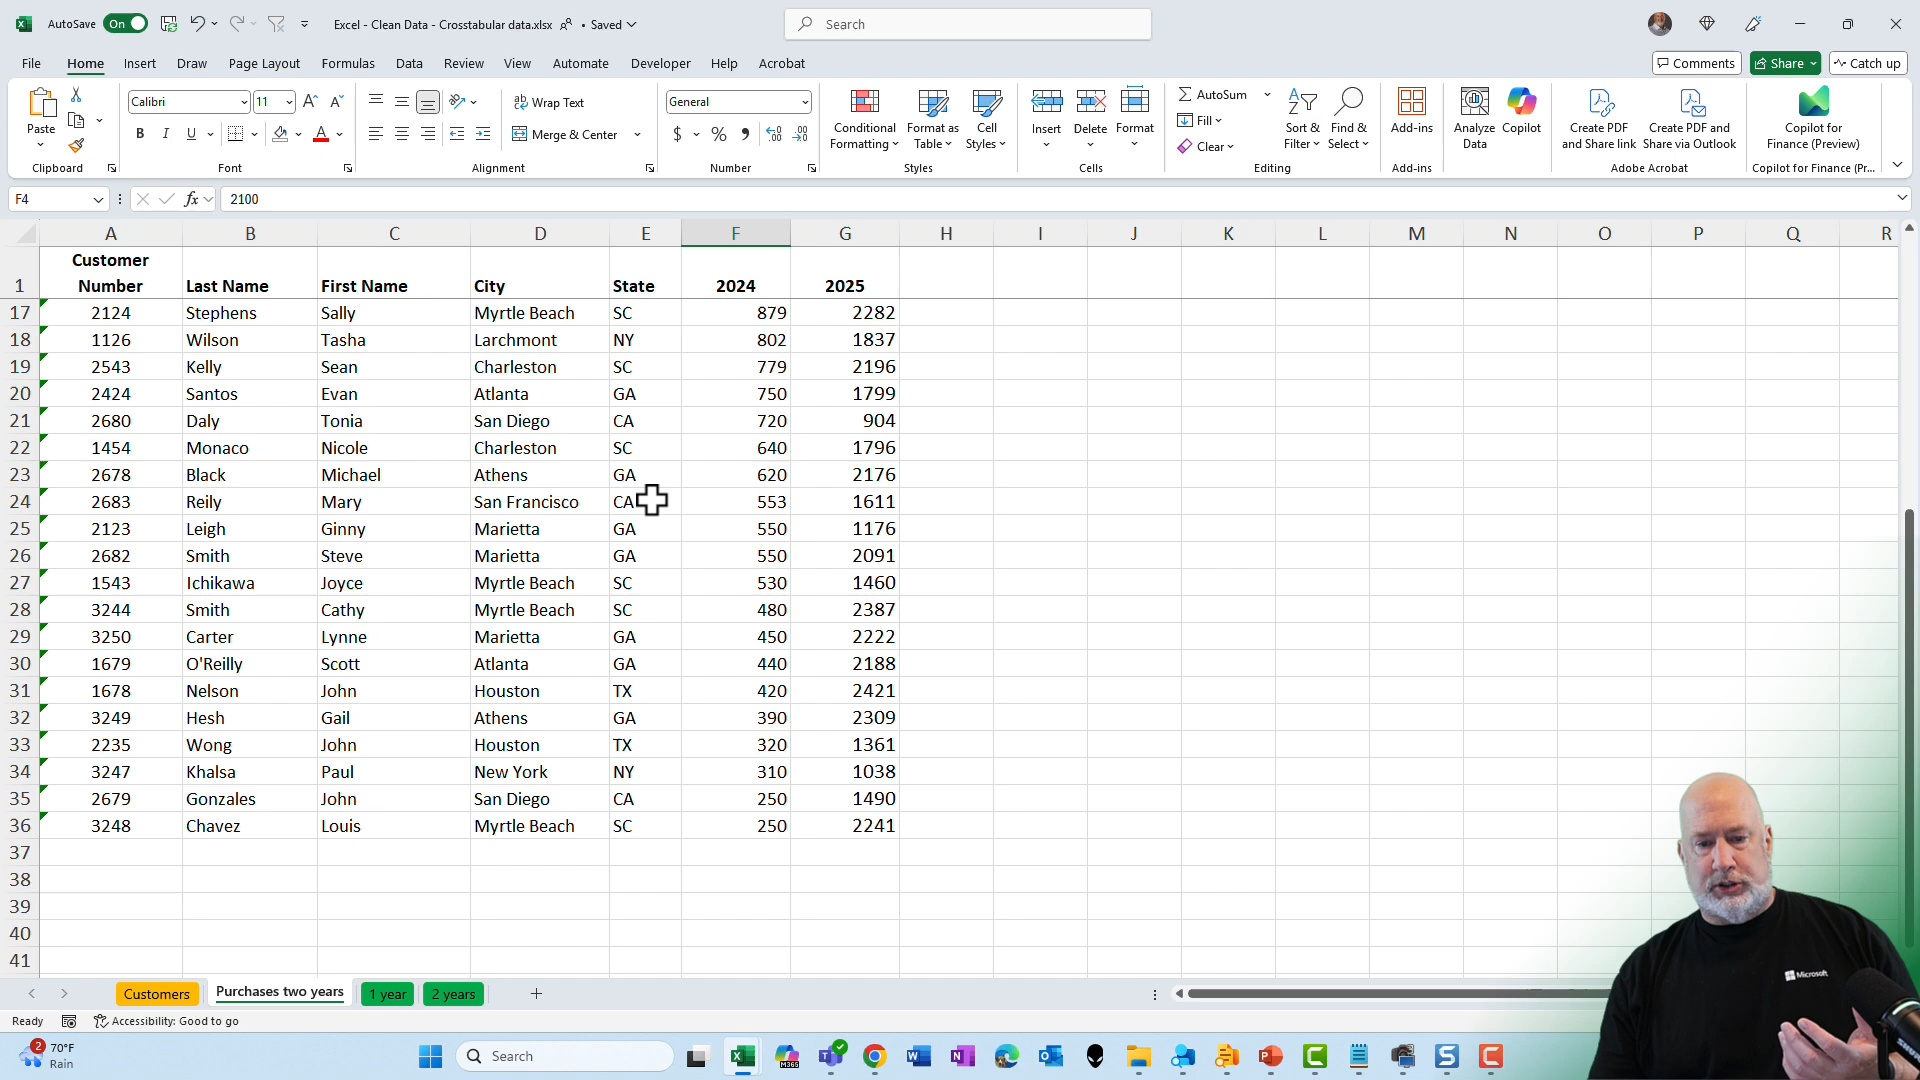 AutoSave On Excel - Clean Data - Crosstabular data.xlsx • Saved Search
File Home Insert Draw Page Layout Formulas Data Review View Automate Developer Help Acrobat Comments Share Catch up
Calibri 11 Wrap Text General AutoSum
Paste Merge & Center $ % Conditional Formatting Format as Table Cell Styles Insert Delete Format Fill Clear Sort & Filter Find & Select Add-ins Analyze Data Copilot Create PDF and Share link Create PDF and Share via Outlook Copilot for Finance (Preview)
B I U A
Clipboard Font Alignment Number Styles Cells Editing Add-ins Adobe Acrobat Copilot for Finance (Pr...
F4 fx 2100
A B C D E F G H I J K L M N O P Q R
1 Customer Number Last Name First Name City State 2024 2025
17 2124 Stephens Sally Myrtle Beach SC 879 2282
18 1126 Wilson Tasha Larchmont NY 802 1837
19 2543 Kelly Sean Charleston SC 779 2196
20 2424 Santos Evan Atlanta GA 750 1799
21 2680 Daly Tonia San Diego CA 720 904
22 1454 Monaco Nicole Charleston SC 640 1796
23 2678 Black Michael Athens GA 620 2176
24 2683 Reily Mary San Francisco CA 553 1611
25 2123 Leigh Ginny Marietta GA 550 1176
26 2682 Smith Steve Marietta GA 550 2091
27 1543 Ichikawa Joyce Myrtle Beach SC 530 1460
28 3244 Smith Cathy Myrtle Beach SC 480 2387
29 3250 Carter Lynne Marietta GA 450 2222
30 1679 O'Reilly Scott Atlanta GA 440 2188
31 1678 Nelson John Houston TX 420 2421
32 3249 Hesh Gail Athens GA 390 2309
33 2235 Wong John Houston TX 320 1361
34 3247 Khalsa Paul New York NY 310 1038
35 2679 Gonzales John San Diego CA 250 1490
36 3248 Chavez Louis Myrtle Beach SC 250 2241
37
38
39
40
41
Microsoft
Customers Purchases two years 1 year 2 years
Ready Accessibility: Good to go
2 70°F
Rain
Search
M365